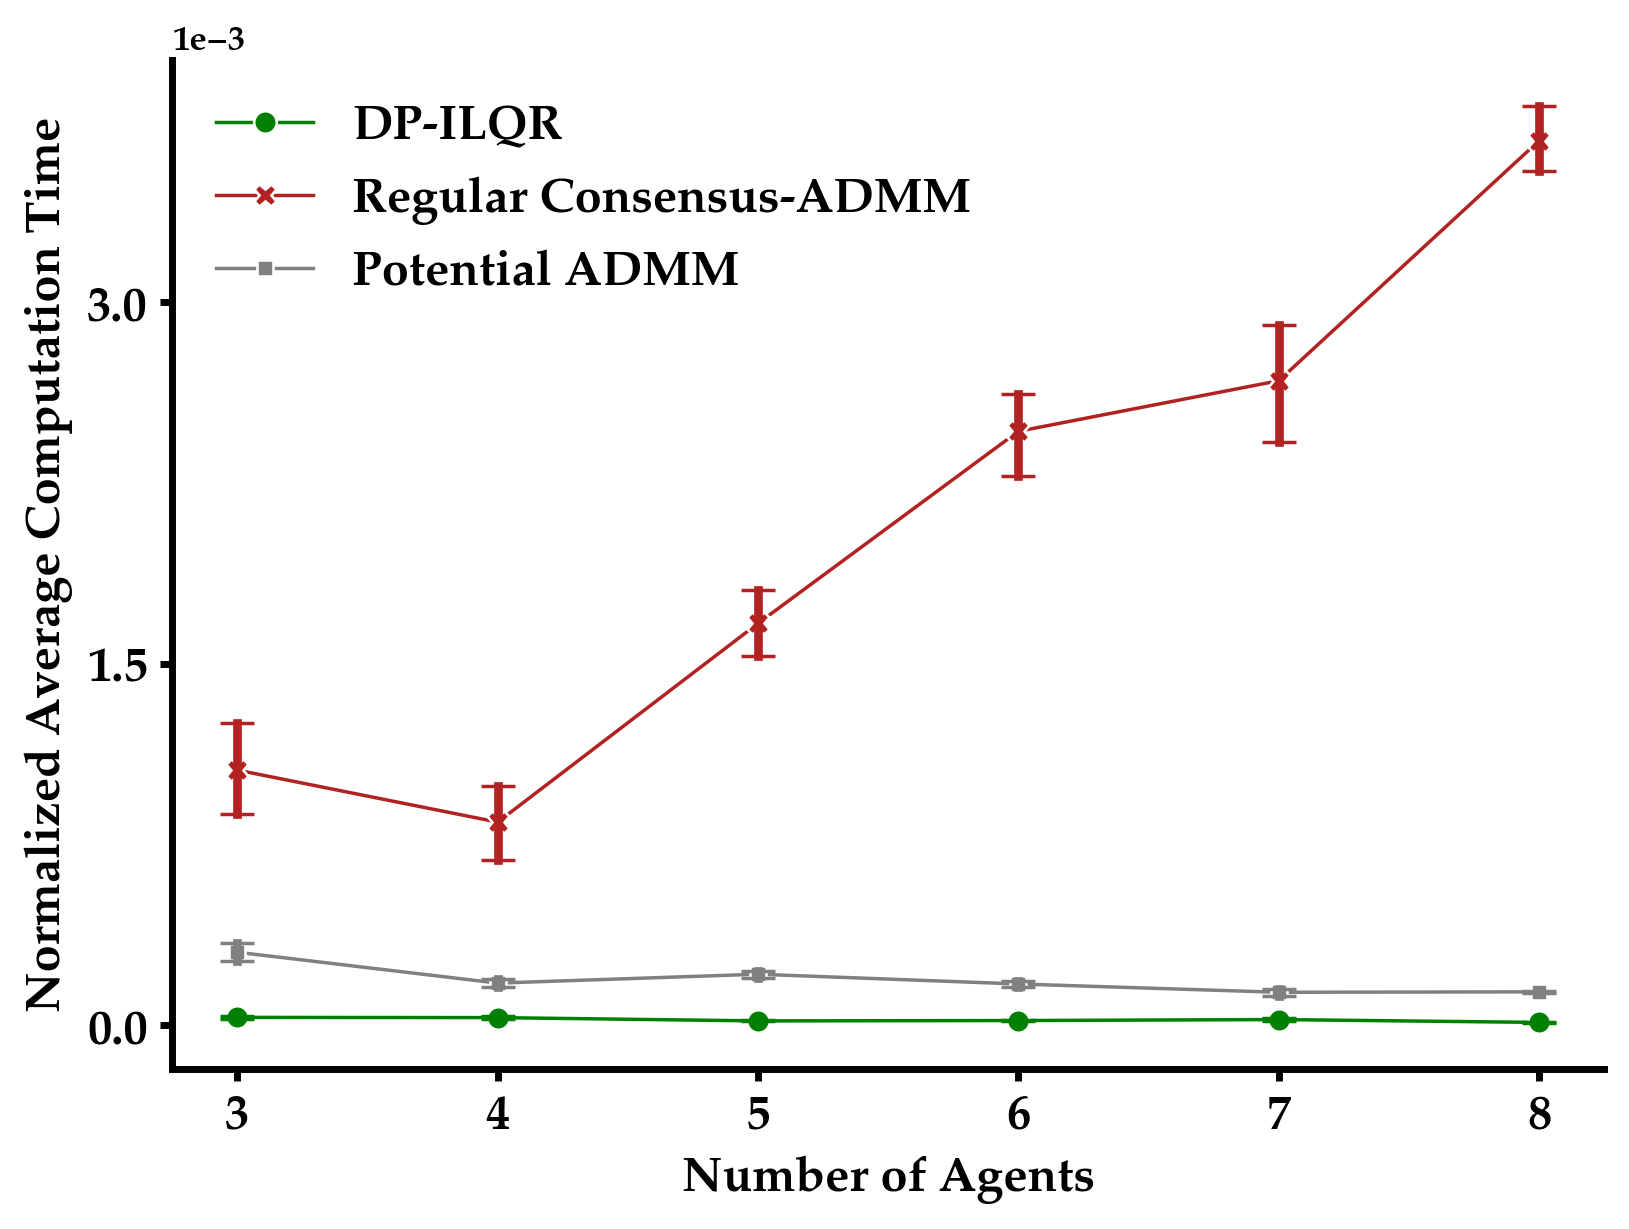 1e−3
DP-ILQR
Regular Consensus-ADMM
Potential ADMM
Normalized Average Computation Time
3.0
1.5
0.0
3 4 5 6 7 8
Number of Agents